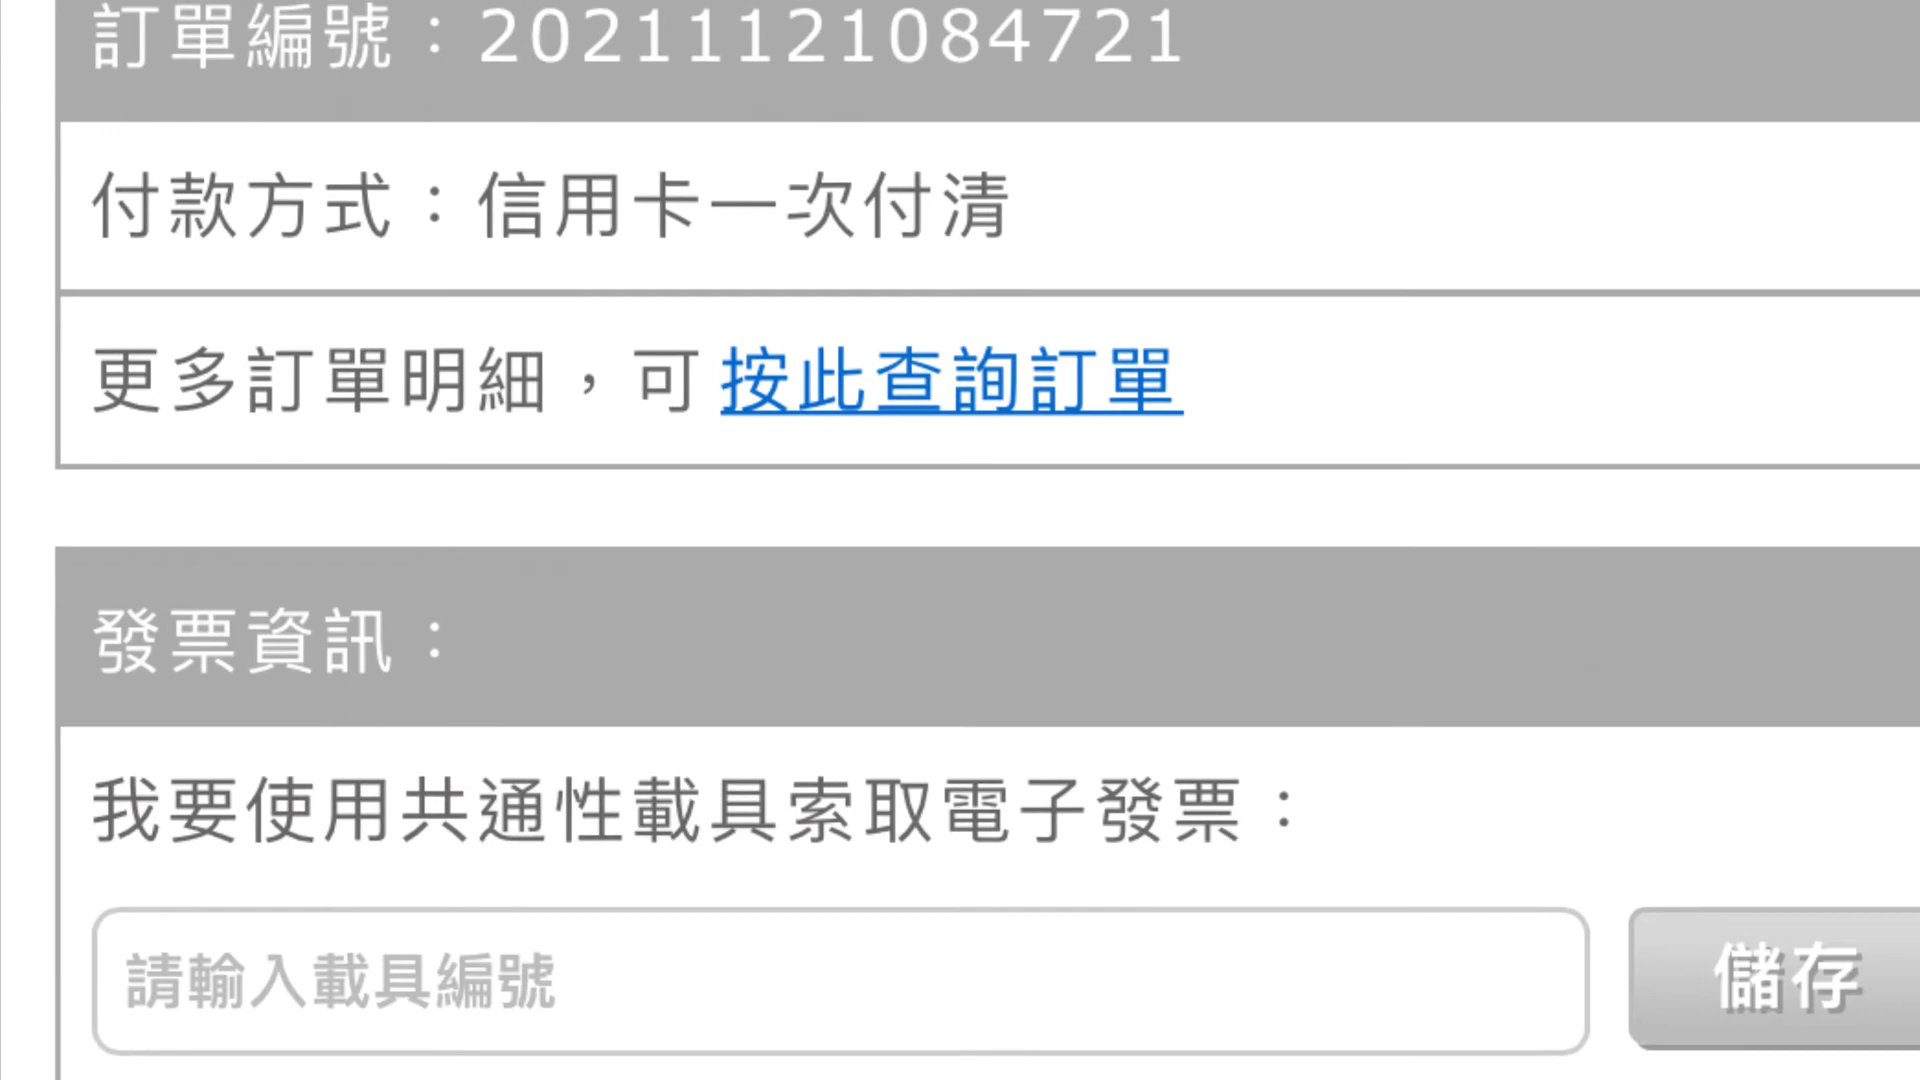 訂單編號：20211121084721
付款方式：信用卡一次付清
更多訂單明細，可 按此查詢訂單
發票資訊：
我要使用共通性載具索取電子發票：
請輸入載具編號
儲存